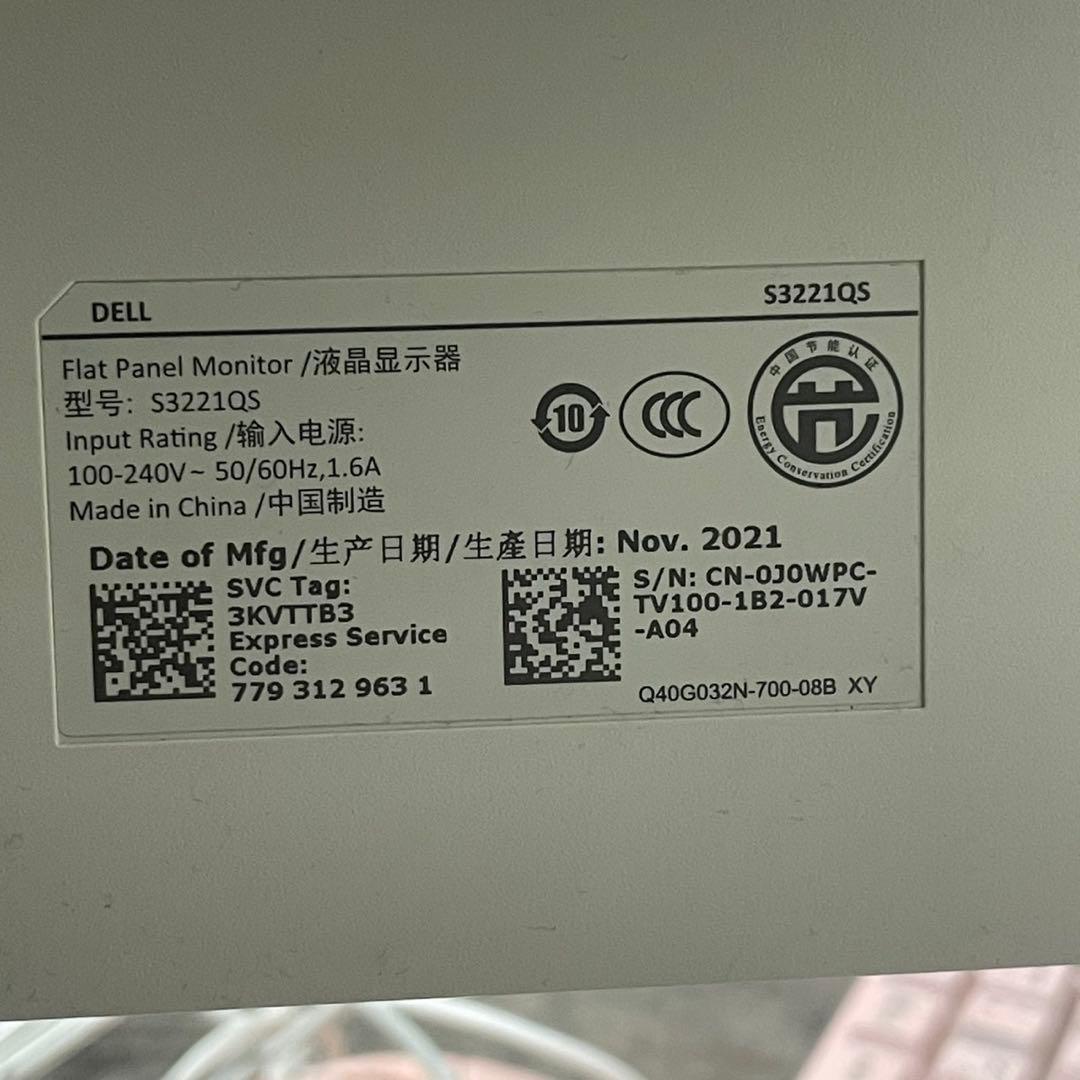 DELL
S3221QS
Flat Panel Monitor /液晶显示器
型号: S3221QS
Input Rating /输入电源:
100-240V~ 50/60Hz,1.6A
Made in China /中国制造
10
CCC
中国节能认证
Energy Conservation Certification
Date of Mfg/生产日期/生產日期: Nov. 2021
SVC Tag:
3KVTTB3
Express Service
Code:
779 312 963 1
S/N: CN-0J0WPC-
TV100-1B2-017V
-A04
Q40G032N-700-08B XY